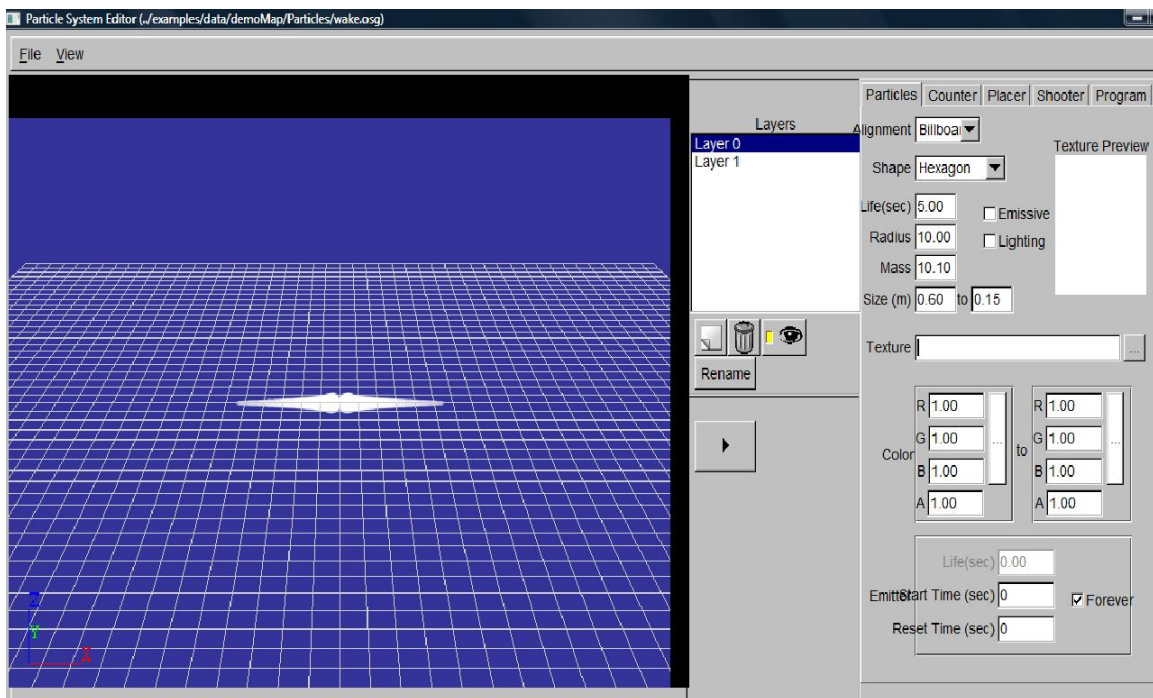 Particle System Editor (../examples/data/demoMap/Particles/wake.osg)
File View
Layers
Layer 0
Layer 1
Rename
Particles Counter Placer Shooter Program
Alignment Billboar
Texture Preview
Shape Hexagon
Life(sec) 5.00
Emissive
Radius 10.00
Lighting
Mass 10.10
Size (m) 0.60 to 0.15
Texture
...
R 1.00 R 1.00
G 1.00 ... to G 1.00 ...
Color
B 1.00 B 1.00
A 1.00 A 1.00
Life(sec) 0.00
Emitter Start Time (sec) 0 Forever
Reset Time (sec) 0
Z
Y
X